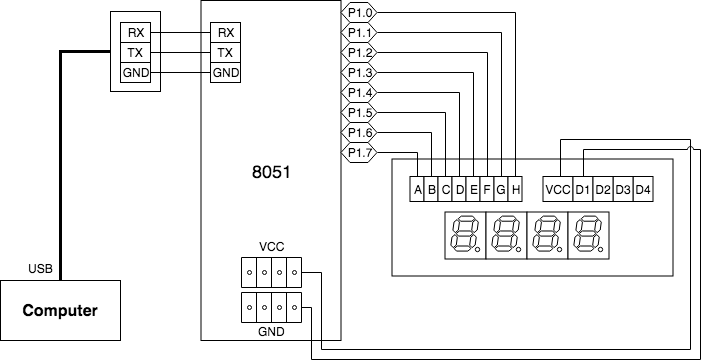 P1.0
RX
RX
P1.1
TX
TX
P1.2
GND
GND
P1.3
P1.4
P1.5
P1.6
P1.7
8051
A B C D E F G H
VCC D1 D2 D3 D4
VCC
USB
Computer
GND